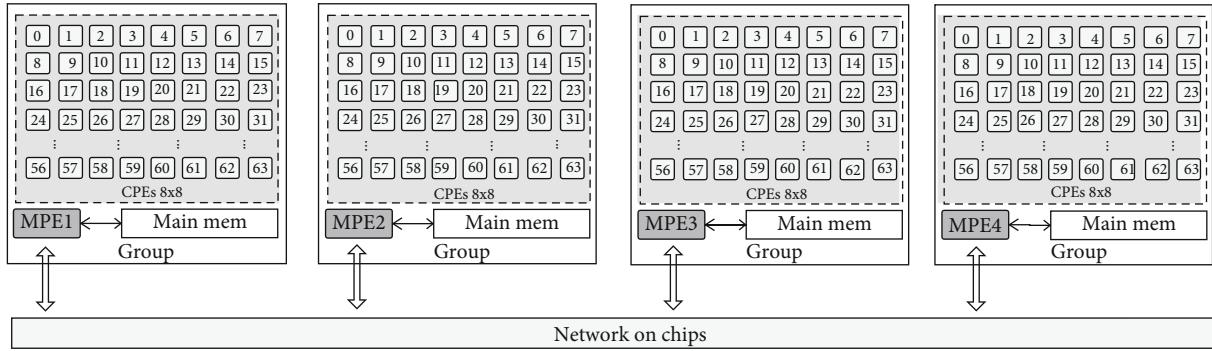 0 1 2 3 4 5 6 7
8 9 10 11 12 13 14 15
16 17 18 19 20 21 22 23
24 25 26 27 28 29 30 31
⋮ ⋮
56 57 58 59 60 61 62 63
CPEs 8x8
MPE1 Main mem
Group
0 1 2 3 4 5 6 7
8 9 10 11 12 13 14 15
16 17 18 19 20 21 22 23
24 25 26 27 28 29 30 31
⋮ ⋮
56 57 58 59 60 61 62 63
CPEs 8x8
MPE2 Main mem
Group
0 1 2 3 4 5 6 7
8 9 10 11 12 13 14 15
16 17 18 19 20 21 22 23
24 25 26 27 28 29 30 31
⋮ ⋮
56 57 58 59 60 61 62 63
CPEs 8x8
MPE3 Main mem
Group
0 1 2 3 4 5 6 7
8 9 10 11 12 13 14 15
16 17 18 19 20 21 22 23
24 25 26 27 28 29 30 31
⋮ ⋮
56 57 58 59 60 61 62 63
CPEs 8x8
MPE4 Main mem
Group
Network on chips